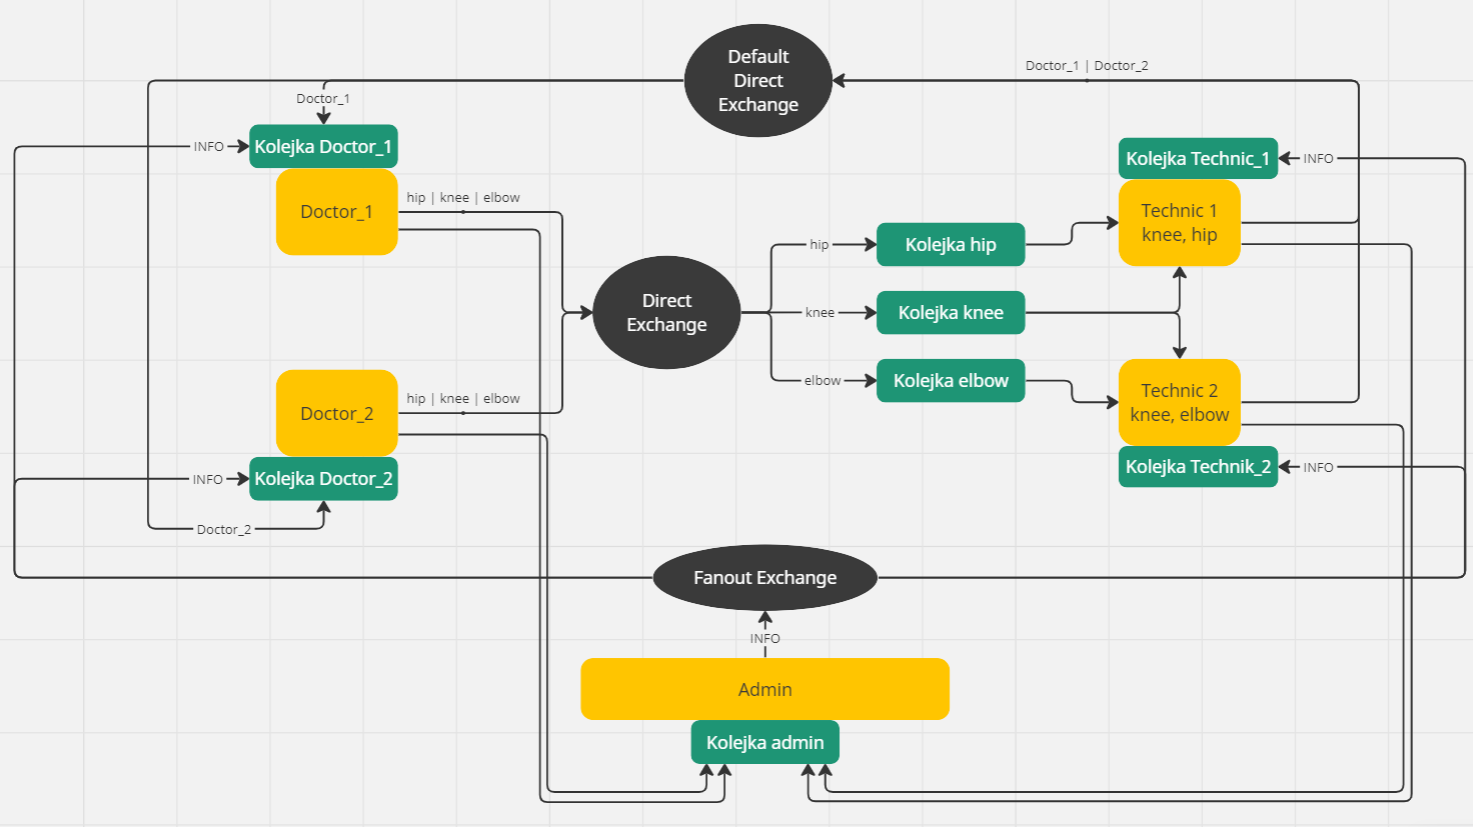 Default
Direct
Exchange
Doctor_1 | Doctor_2
Doctor_1
INFO
Kolejka Doctor_1
Kolejka Technic_1
INFO
Doctor_1
hip | knee | elbow
Technic 1
knee, hip
hip
Kolejka hip
Direct
Exchange
knee
Kolejka knee
elbow
Kolejka elbow
Doctor_2
hip | knee | elbow
Technic 2
knee, elbow
INFO
Kolejka Doctor_2
Kolejka Technik_2
INFO
Doctor_2
Fanout Exchange
INFO
Admin
Kolejka admin